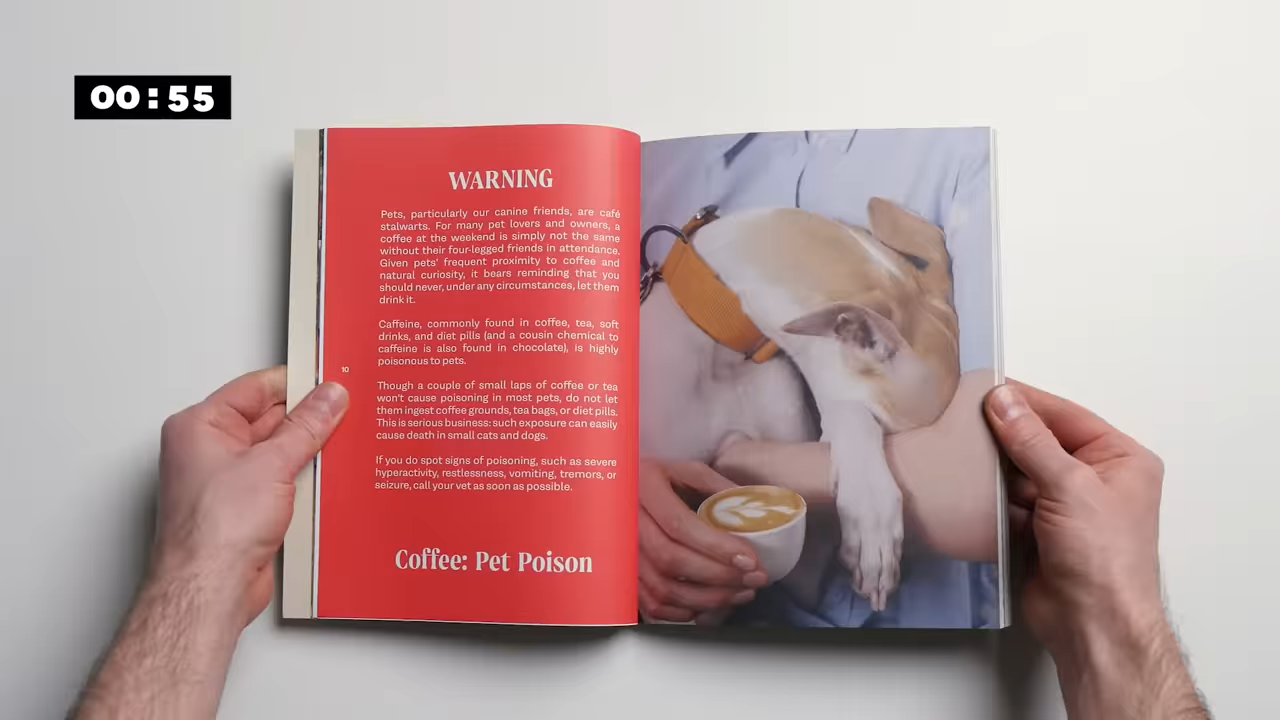 00:55
WARNING
Pets, particularly our canine friends, are café
stalwarts. For many pet lovers and owners, a
coffee at the weekend is simply not the same
without their four-legged friends in attendance.
Given pets' frequent proximity to coffee and
natural curiosity, it bears reminding that you
should never, under any circumstances, let them
drink it.
Caffeine, commonly found in coffee, tea, soft
drinks, and diet pills (and a cousin chemical to
caffeine is also found in chocolate), is highly
poisonous to pets.
10
Though a couple of small laps of coffee or tea
won't cause poisoning in most pets, do not let
them ingest coffee grounds, tea bags, or diet pills.
This is serious business: such exposure can easily
cause death in small cats and dogs.
If you do spot signs of poisoning, such as severe
hyperactivity, restlessness, vomiting, tremors, or
seizure, call your vet as soon as possible.
Coffee: Pet Poison